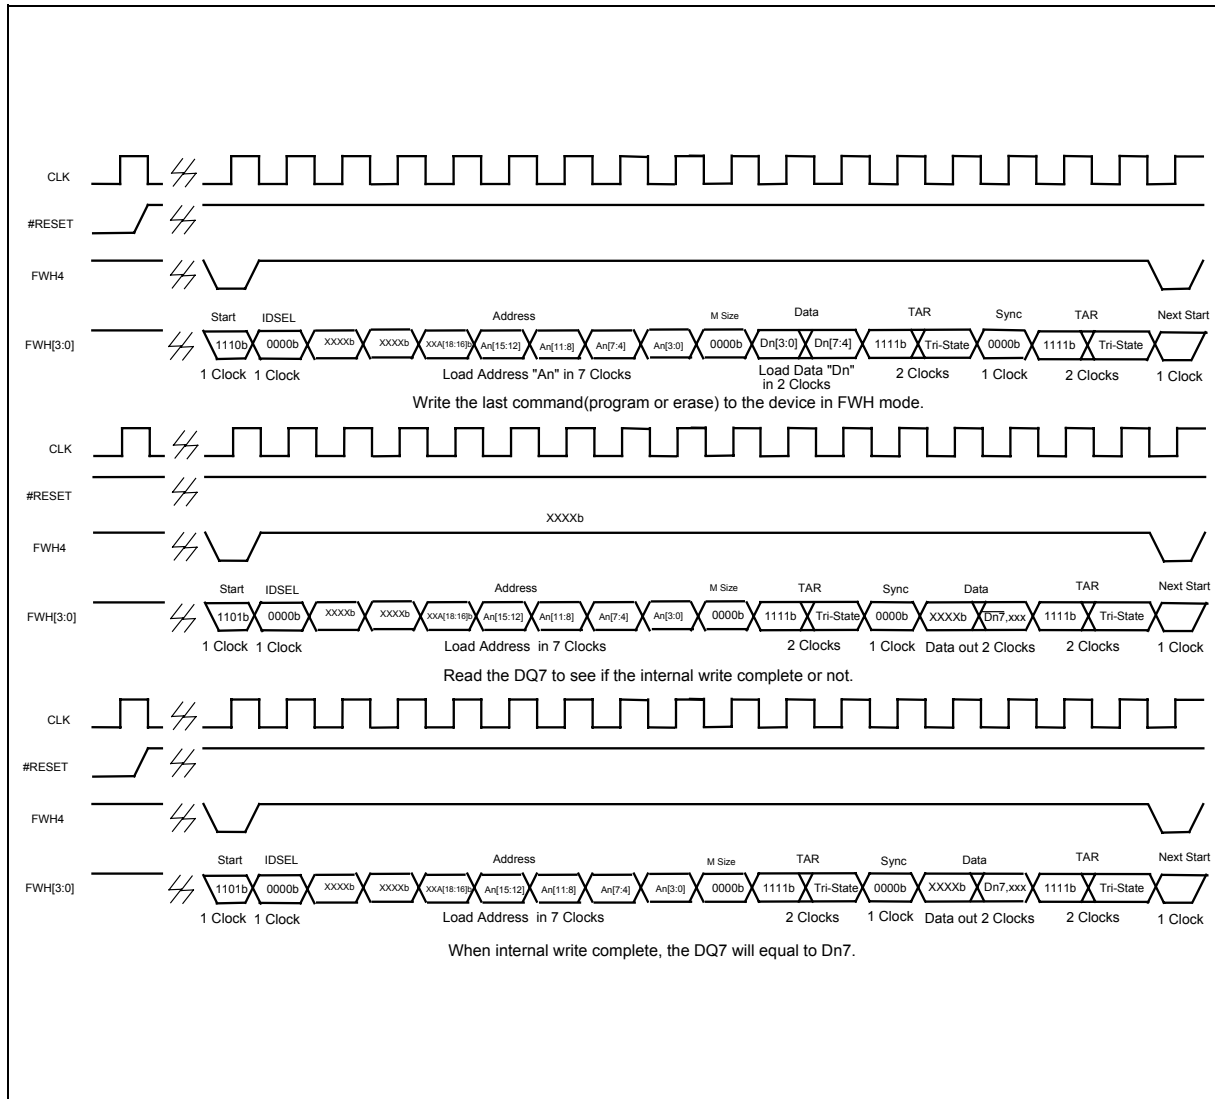 CLK
#RESET
FWH4
Start IDSEL Address M Size Data TAR Sync TAR Next Start
FWH[3:0] 1110b 0000b XXXXb XXXXb XXA[18:16]b An[15:12] An[11:8] An[7:4] An[3:0] 0000b Dn[3:0] Dn[7:4] 1111b Tri-State 0000b 1111b Tri-State
1 Clock 1 Clock Load Address "An" in 7 Clocks Load Data "Dn" 2 Clocks 1 Clock 2 Clocks 1 Clock
in 2 Clocks
Write the last command(program or erase) to the device in FWH mode.
CLK
#RESET
XXXXb
FWH4
Start IDSEL Address M Size TAR Sync Data TAR Next Start
FWH[3:0] 1101b 0000b XXXXb XXXXb XXA[18:16]b An[15:12] An[11:8] An[7:4] An[3:0] 0000b 1111b Tri-State 0000b XXXXb Dn7,xxx 1111b Tri-State
1 Clock 1 Clock Load Address in 7 Clocks 2 Clocks 1 Clock Data out 2 Clocks 2 Clocks 1 Clock
Read the DQ7 to see if the internal write complete or not.
CLK
#RESET
FWH4
Start IDSEL Address M Size TAR Sync Data TAR Next Start
FWH[3:0] 1101b 0000b XXXXb XXXXb XXA[18:16]b An[15:12] An[11:8] An[7:4] An[3:0] 0000b 1111b Tri-State 0000b XXXXb Dn7,xxx 1111b Tri-State
1 Clock 1 Clock Load Address in 7 Clocks 2 Clocks 1 Clock Data out 2 Clocks 2 Clocks 1 Clock
When internal write complete, the DQ7 will equal to Dn7.